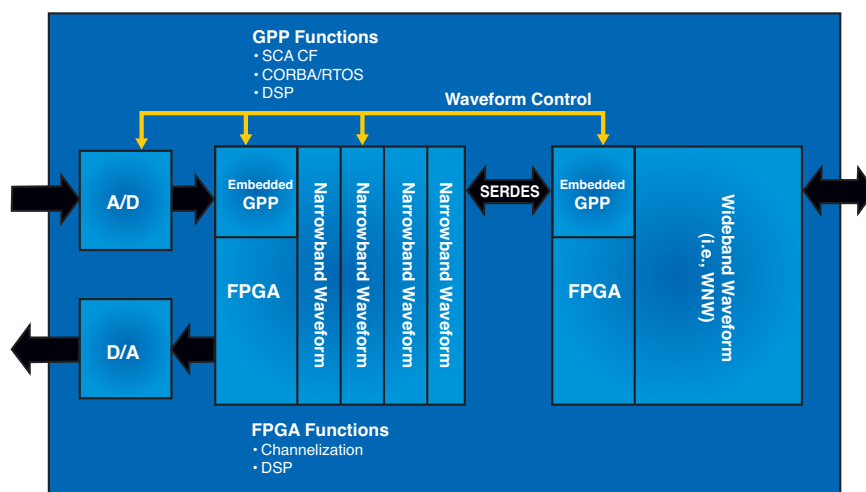 GPP Functions
· SCA CF
· CORBA/RTOS
· DSP
Waveform Control
A/D
Embedded
GPP
FPGA
Narrowband Waveform
Narrowband Waveform
Narrowband Waveform
Narrowband Waveform
SERDES
Embedded
GPP
FPGA
Wideband Waveform
(i.e., WNW)
D/A
FPGA Functions
· Channelization
· DSP